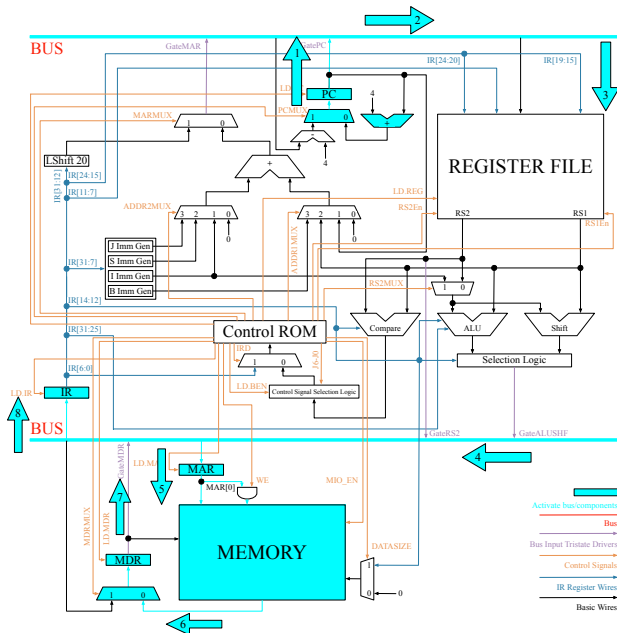 2
BUS
GateMAR
GatePC
1
IR[24:20]
IR[19:15]
3
LD.PC
PC
4
MARMUX
PCMUX
1 0
1 0
+
-
4
LShift 20
+
REGISTER FILE
IR[31:12]
IR[24:15]
IR[11:7]
LD.REG
RS2En
ADDR2MUX
3 2 1 0
0
ADDR1MUX
3 2 1 0
0
RS2
RS1
RS1En
J Imm Gen
S Imm Gen
I Imm Gen
B Imm Gen
IR[31:7]
RS2MUX
1 0
IR[14:12]
Control ROM
Compare
ALU
Shift
IR[31:25]
IRD
J6-J0
1 0
Selection Logic
IR[6:0]
LD.IR
IR
LD.BEN
Control Signal Selection Logic
8
BUS
GateRS2
GateALUSHF
GateMDR
4
LD.MAR
MAR
5
7
MAR[0]
WE
MIO_EN
MDRMUX
LD.MDR
MDR
MEMORY
DATASIZE
1
0
0
1 0
6
Activate bus/components
Bus
Bus Input Tristate Drivers
Control Signals
IR Register Wires
Basic Wires